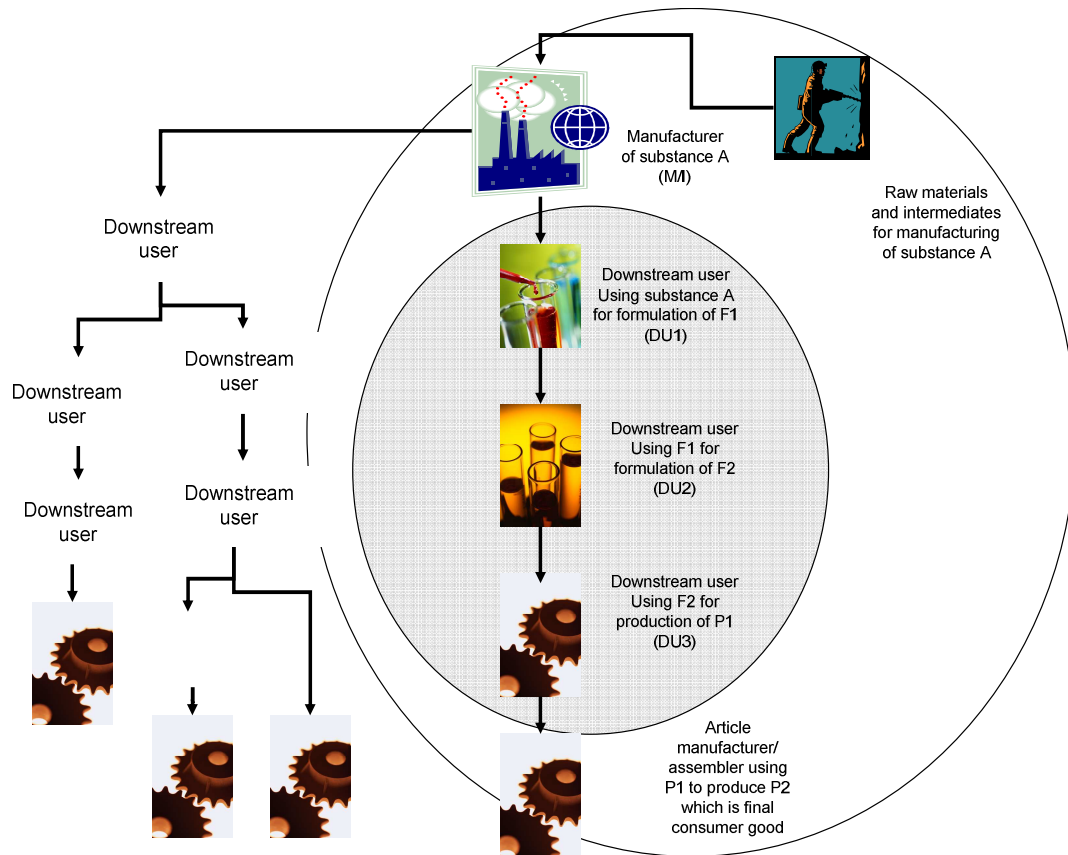 Manufacturer
of substance A
(M/I)
Raw materials
and intermediates
for manufacturing
of substance A
Downstream
user
Downstream user
Using substance A
for formulation of F1
(DU1)
Downstream
user
Downstream
user
Downstream user
Using F1 for
formulation of F2
(DU2)
Downstream
user
Downstream
user
Downstream user
Using F2 for
production of P1
(DU3)
Article
manufacturer/
assembler using
P1 to produce P2
which is final
consumer good